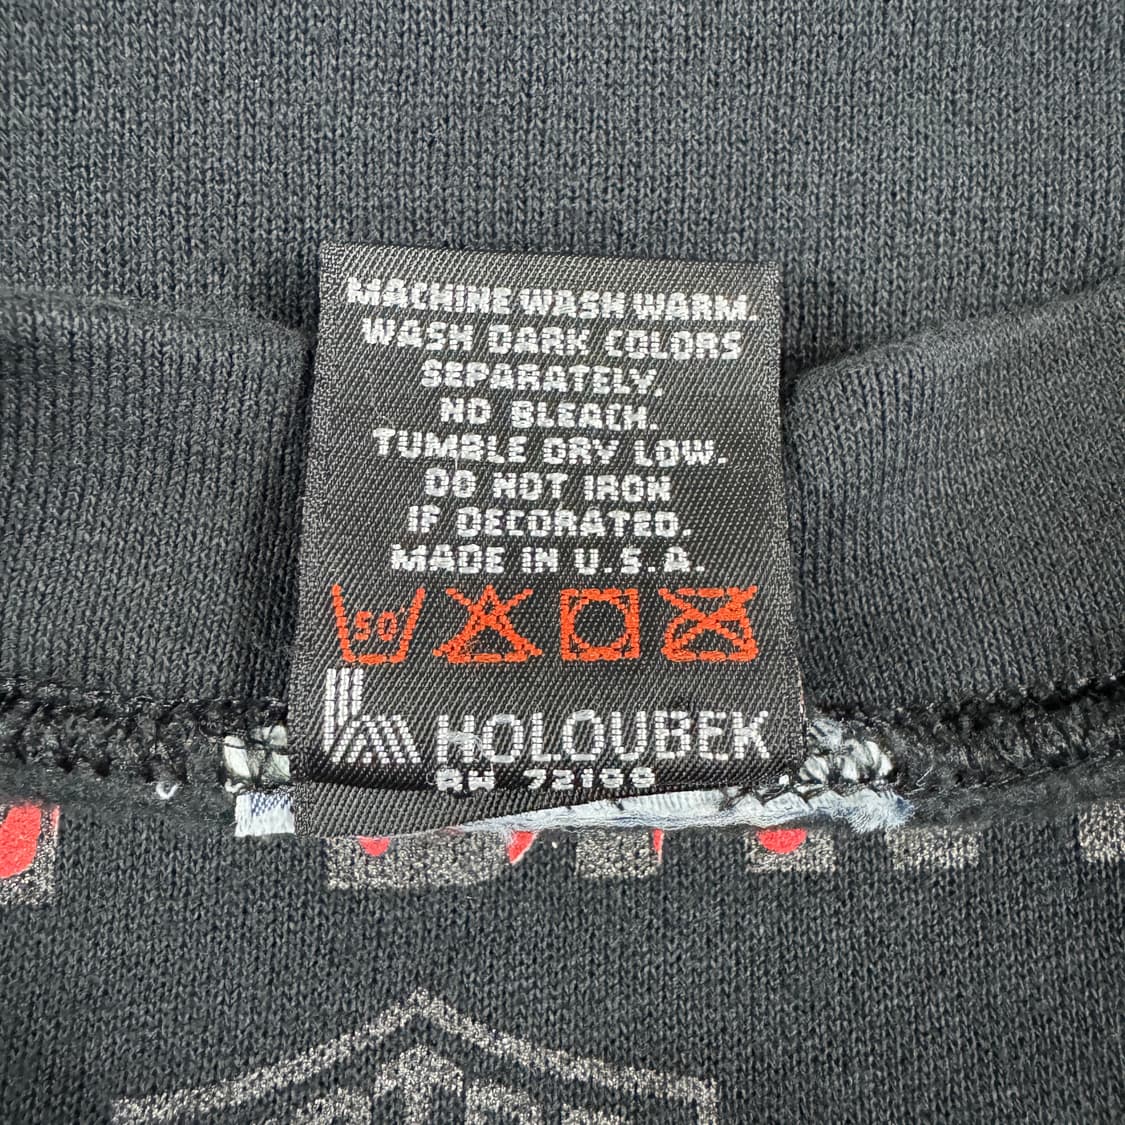 MACHINE WASH WARM.
WASH DARK COLORS
SEPARATELY.
NO BLEACH.
TUMBLE DRY LOW.
DO NOT IRON
IF DECORATED.
MADE IN U.S.A.
50°
HOLOUBEK
RN 72199